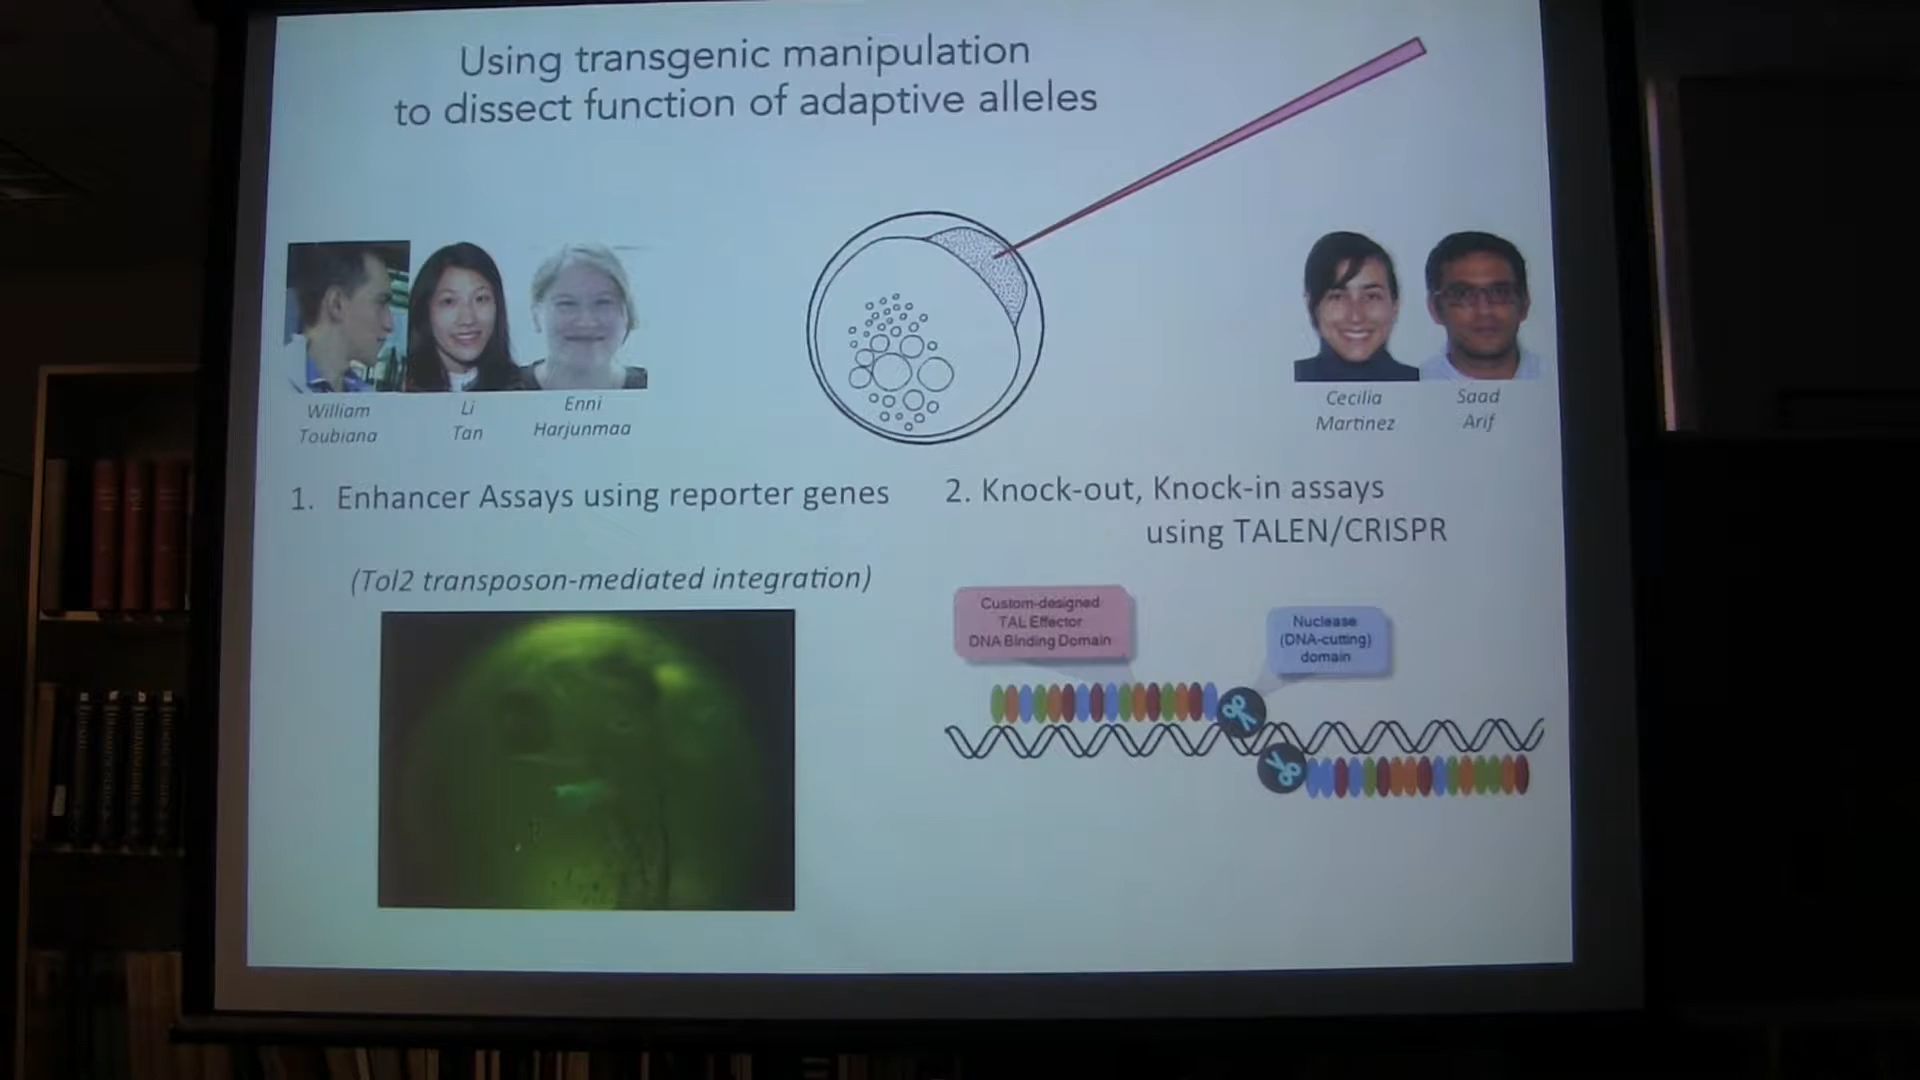 Using transgenic manipulation
to dissect function of adaptive alleles
William
Toubiana
Li
Tan
Enni
Harjunmaa
Cecilia
Martinez
Saad
Arif
1. Enhancer Assays using reporter genes
(Tol2 transposon-mediated integration)
2. Knock-out, Knock-in assays
using TALEN/CRISPR
Custom-designed
TAL Effector
DNA Binding Domain
Nuclease
(DNA-cutting)
domain